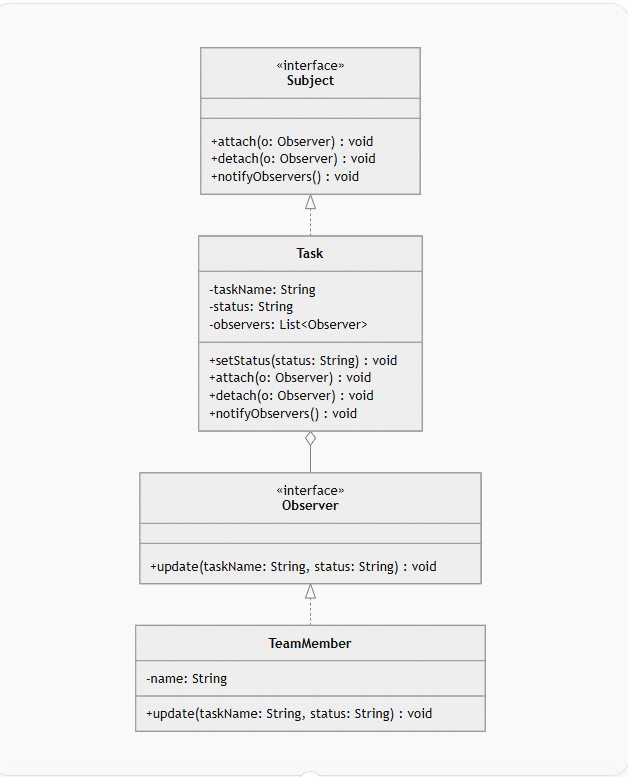 «interface»
Subject
+attach(o: Observer) : void
+detach(o: Observer) : void
+notifyObservers() : void
Task
-taskName: String
-status: String
-observers: List<Observer>
+setStatus(status: String) : void
+attach(o: Observer) : void
+detach(o: Observer) : void
+notifyObservers() : void
«interface»
Observer
+update(taskName: String, status: String) : void
TeamMember
-name: String
+update(taskName: String, status: String) : void